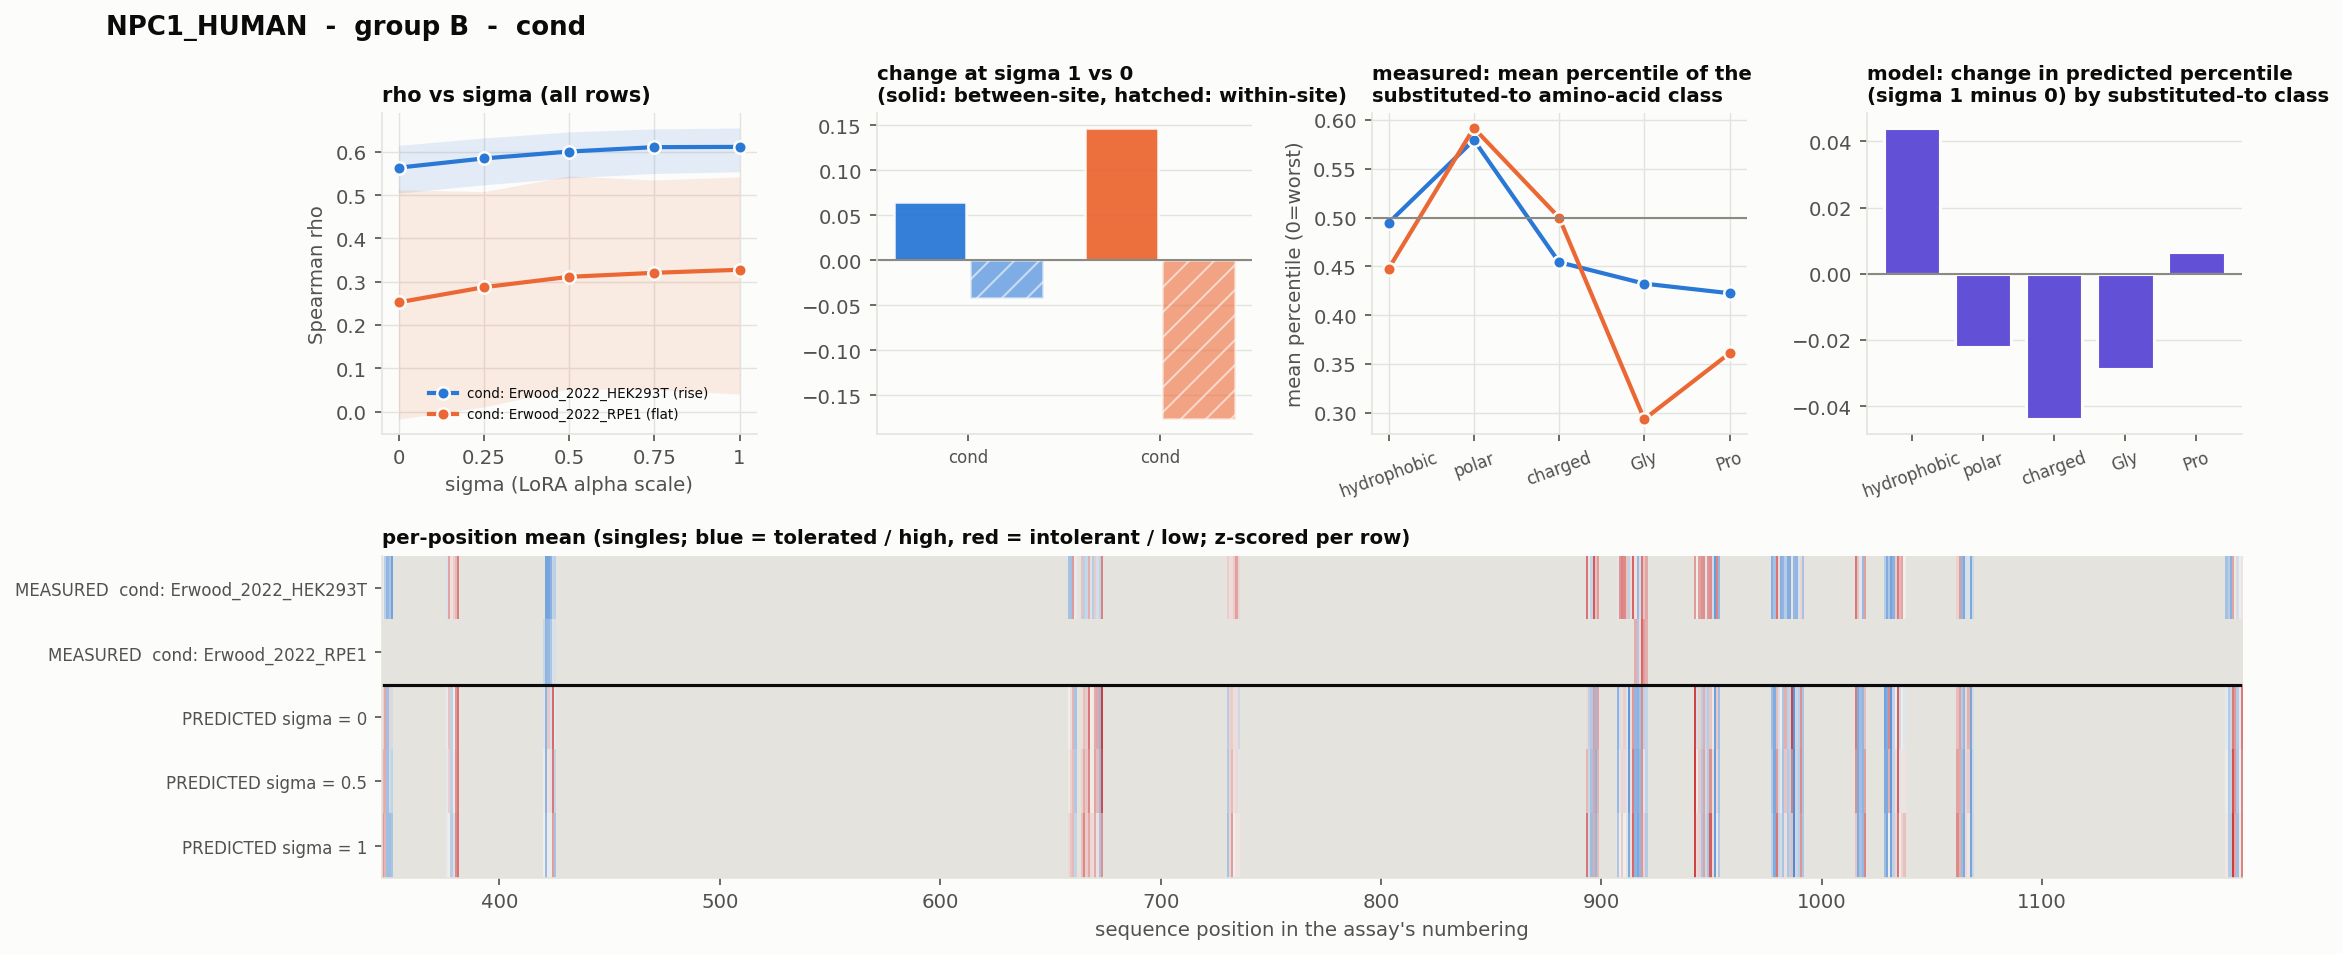 NPC1_HUMAN - group B - cond
rho vs sigma (all rows)
Spearman rho
0.6
0.5
0.4
0.3
0.2
0.1
0.0
cond: Erwood_2022_HEK293T (rise)
cond: Erwood_2022_RPE1 (flat)
0 0.25 0.5 0.75 1
sigma (LoRA alpha scale)
change at sigma 1 vs 0
(solid: between-site, hatched: within-site)
0.15
0.10
0.05
0.00
−0.05
−0.10
−0.15
cond cond
measured: mean percentile of the
substituted-to amino-acid class
mean percentile (0=worst)
0.60
0.55
0.50
0.45
0.40
0.35
0.30
hydrophobic polar charged Gly Pro
model: change in predicted percentile
(sigma 1 minus 0) by substituted-to class
0.04
0.02
0.00
−0.02
−0.04
hydrophobic polar charged Gly Pro
per-position mean (singles; blue = tolerated / high, red = intolerant / low; z-scored per row)
MEASURED cond: Erwood_2022_HEK293T
MEASURED cond: Erwood_2022_RPE1
PREDICTED sigma = 0
PREDICTED sigma = 0.5
PREDICTED sigma = 1
400 500 600 700 800 900 1000 1100
sequence position in the assay's numbering